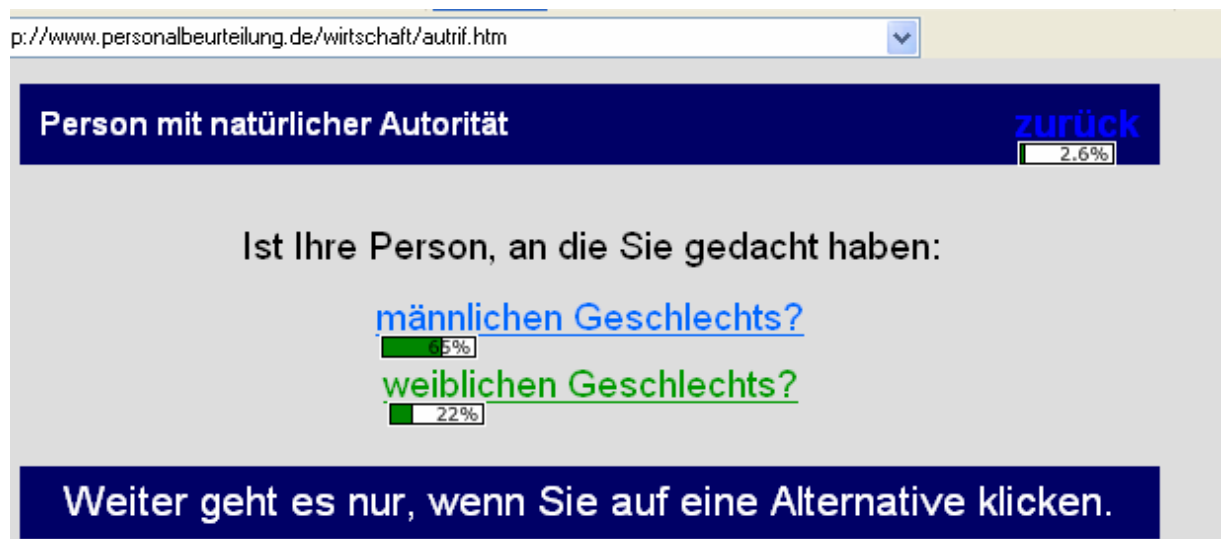 p://www.personalbeurteilung.de/wirtschaft/autrif.htm
Person mit natürlicher Autorität
zurück
2.6%
Ist Ihre Person, an die Sie gedacht haben:
männlichen Geschlechts?
65%
weiblichen Geschlechts?
22%
Weiter geht es nur, wenn Sie auf eine Alternative klicken.